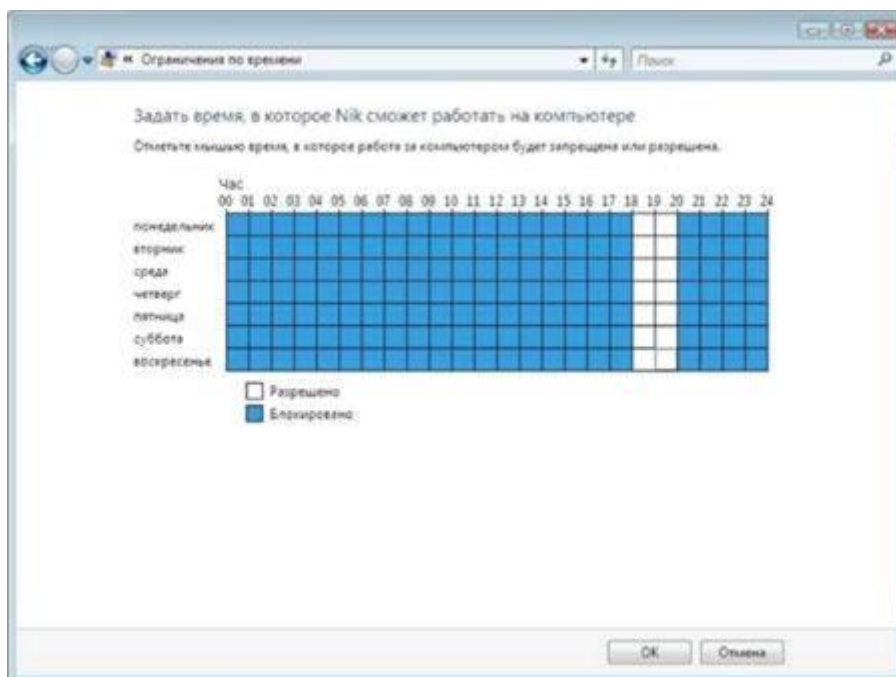 « Ограничения по времени
Поиск
Задать время, в которое Nik сможет работать на компьютере
Отметьте мышью время, в которое работа за компьютером будет запрещена или разрешена.
Час
00 01 02 03 04 05 06 07 08 09 10 11 12 13 14 15 16 17 18 19 20 21 22 23 24
понедельник
вторник
среда
четверг
пятница
суббота
воскресенье
Разрешено
Блокировано
ОК
Отмена